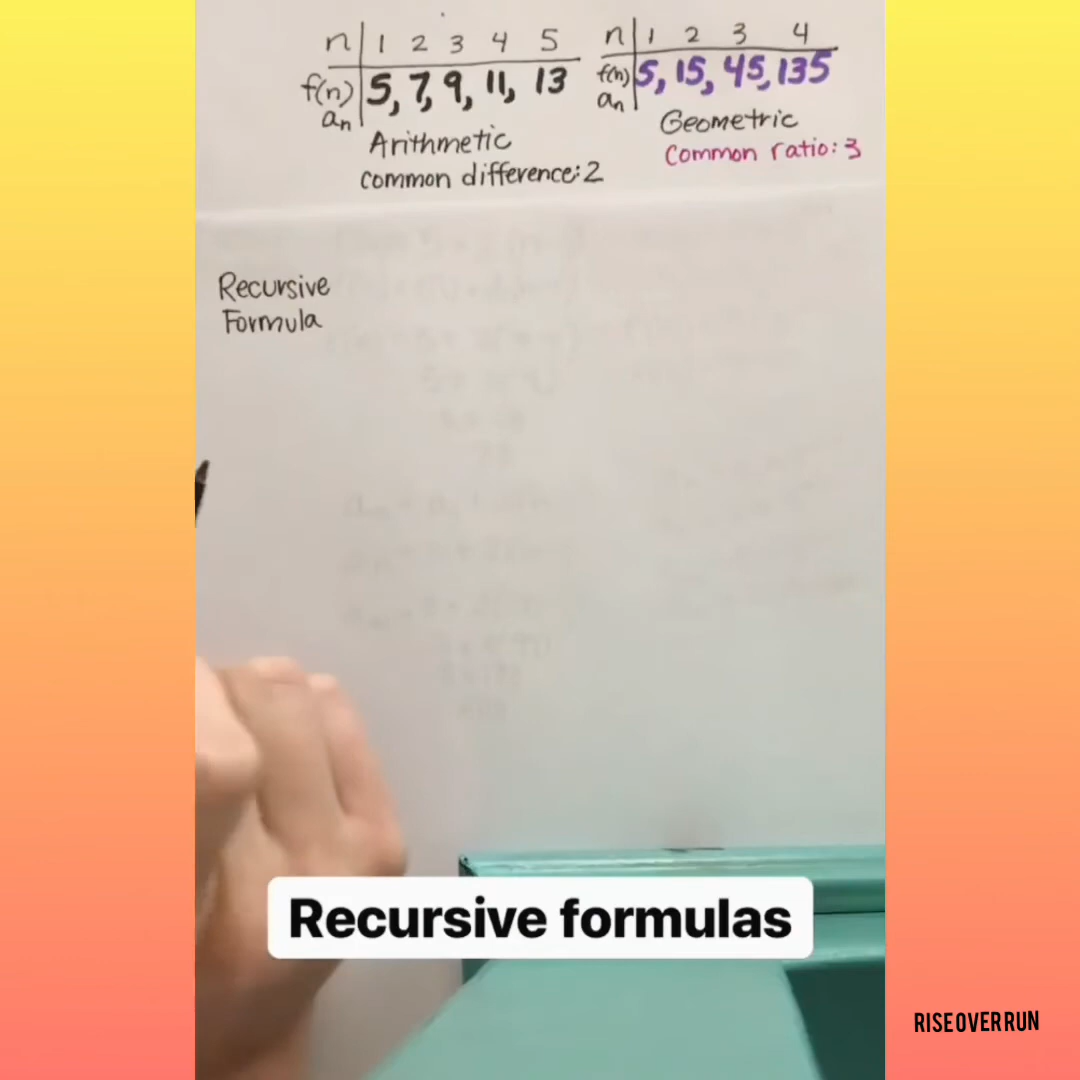 n 1 2 3 4 5
f(n) 5, 7, 9, 11, 13
an
Arithmetic
common difference: 2
n 1 2 3 4
f(n) 5, 15, 45, 135
an
Geometric
Common ratio: 3
Recursive
Formula
Recursive formulas
RISE OVER RUN